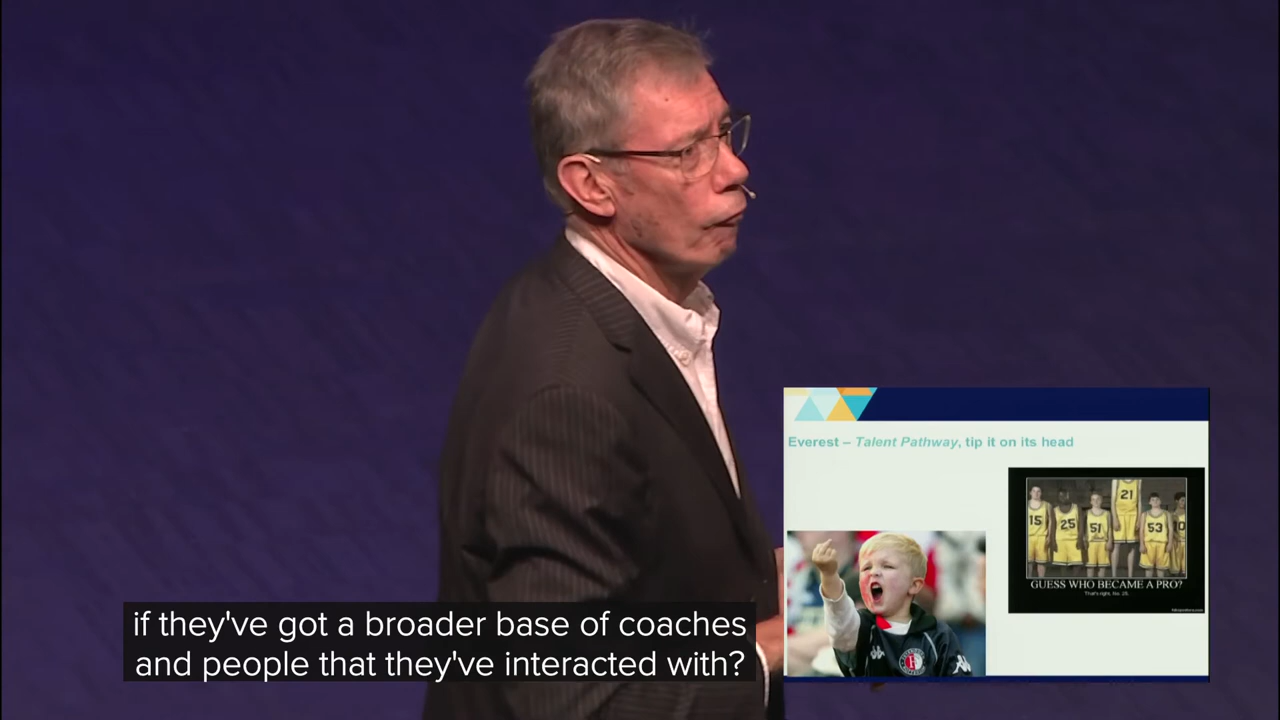 Everest – Talent Pathway, tip it on its head
15
25
51
21
53
10
GUESS WHO BECAME A PRO?
That's right, No. 25.
if they've got a broader base of coaches
and people that they've interacted with?